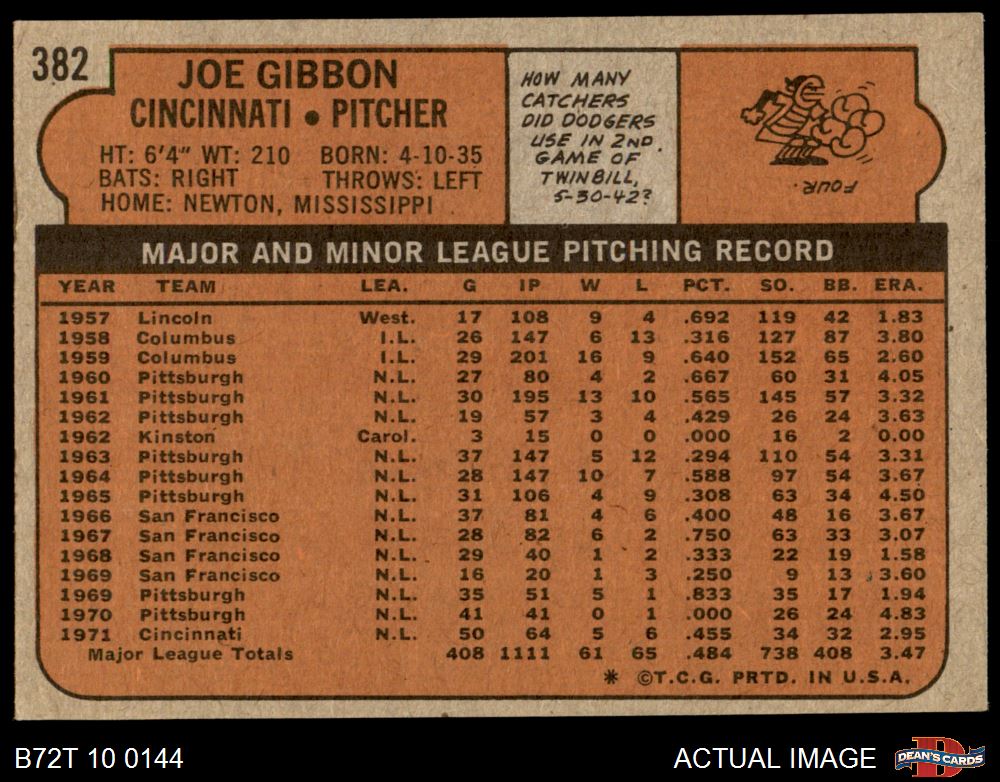 382
JOE GIBBON
CINCINNATI • PITCHER
HT: 6'4" WT: 210 BORN: 4-10-35
BATS: RIGHT THROWS: LEFT
HOME: NEWTON, MISSISSIPPI
HOW MANY
CATCHERS
DID DODGERS
USE IN 2ND.
GAME OF
TWINBILL,
5-30-42?
FOUR.
MAJOR AND MINOR LEAGUE PITCHING RECORD
YEAR TEAM LEA. G IP W L PCT. SO. BB. ERA.
1957 Lincoln West. 17 108 9 4 .692 119 42 1.83
1958 Columbus I.L. 26 147 6 13 .316 127 87 3.80
1959 Columbus I.L. 29 201 16 9 .640 152 65 2.60
1960 Pittsburgh N.L. 27 80 4 2 .667 60 31 4.05
1961 Pittsburgh N.L. 30 195 13 10 .565 145 57 3.32
1962 Pittsburgh N.L. 19 57 3 4 .429 26 24 3.63
1962 Kinston Carol. 3 15 0 0 .000 16 2 0.00
1963 Pittsburgh N.L. 37 147 5 12 .294 110 54 3.31
1964 Pittsburgh N.L. 28 147 10 7 .588 97 54 3.67
1965 Pittsburgh N.L. 31 106 4 9 .308 63 34 4.50
1966 San Francisco N.L. 37 81 4 6 .400 48 16 3.67
1967 San Francisco N.L. 28 82 6 2 .750 63 33 3.07
1968 San Francisco N.L. 29 40 1 2 .333 22 19 1.58
1969 San Francisco N.L. 16 20 1 3 .250 9 13 3.60
1969 Pittsburgh N.L. 35 51 5 1 .833 35 17 1.94
1970 Pittsburgh N.L. 41 41 0 1 .000 26 24 4.83
1971 Cincinnati N.L. 50 64 5 6 .455 34 32 2.95
Major League Totals 408 1111 61 65 .484 738 408 3.47
* ©T.C.G. PRTD. IN U.S.A.
B72T 10 0144
ACTUAL IMAGE
D
DEAN'S CARDS